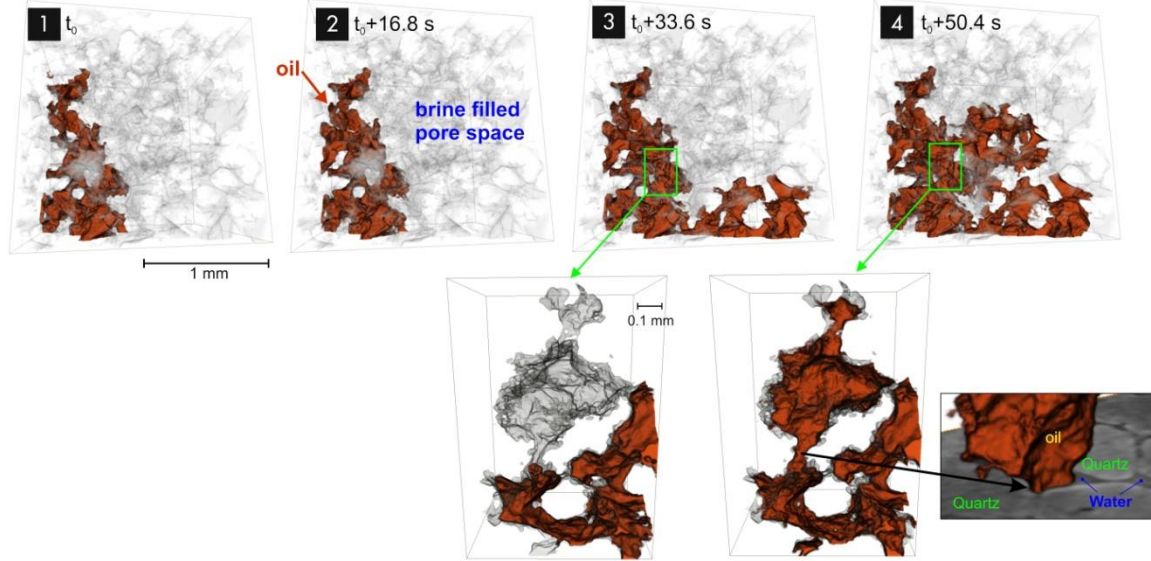 1 t₀
2 t₀+16.8 s
3 t₀+33.6 s
4 t₀+50.4 s
oil
brine filled
pore space
1 mm
0.1 mm
oil
Quartz
Quartz
Water